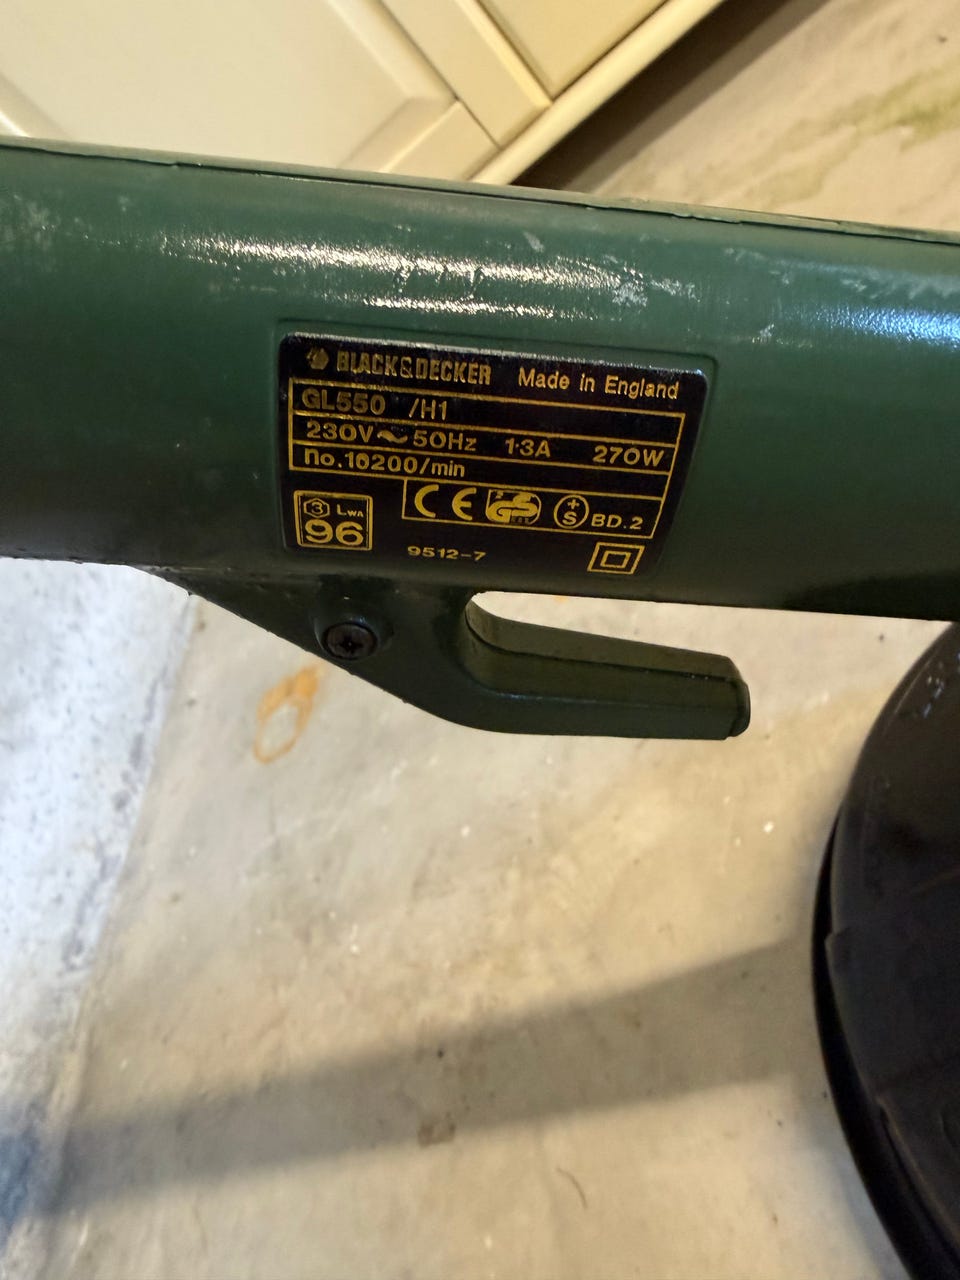 BLACK&DECKER Made in England
GL550 /H1
230V~50Hz 1·3A 270W
no.10200/min
3 LWA
96
CE GS S BD.2
9512-7